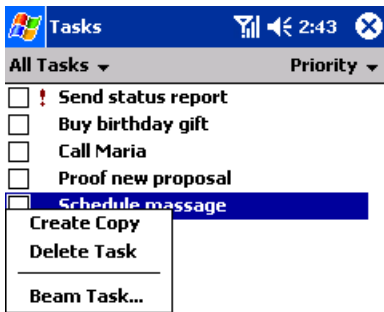 Tasks 2:43
All Tasks Priority
! Send status report
Buy birthday gift
Call Maria
Proof new proposal
Schedule massage
Create Copy
Delete Task
Beam Task...